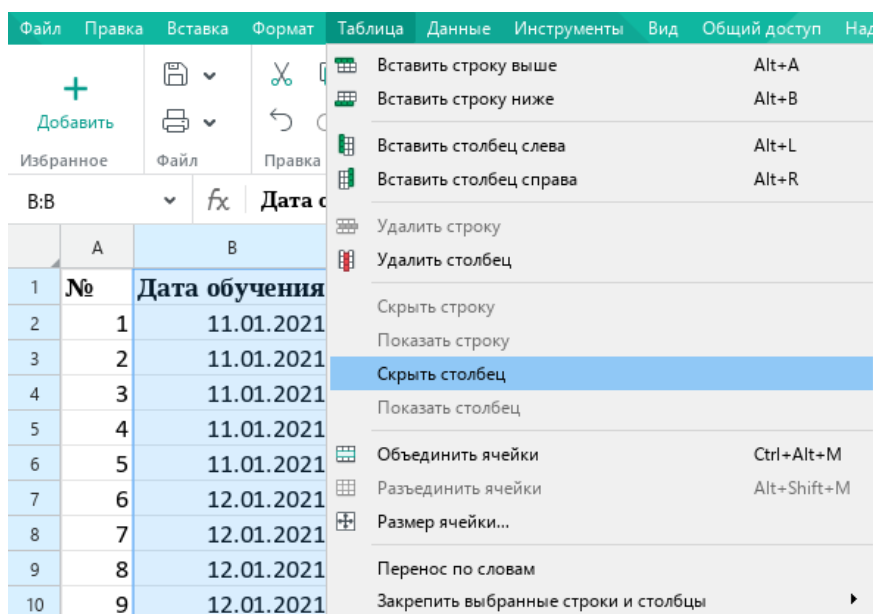 Файл Правка Вставка Формат Таблица Данные Инструменты Вид Общий доступ
Добавить
Избранное Файл Правка
B:B fx Дата
A B
1 № Дата обучения
2 1 11.01.2021
3 2 11.01.2021
4 3 11.01.2021
5 4 11.01.2021
6 5 11.01.2021
7 6 12.01.2021
8 7 12.01.2021
9 8 12.01.2021
10 9 12.01.2021
Вставить строку выше Alt+A
Вставить строку ниже Alt+B
Вставить столбец слева Alt+L
Вставить столбец справа Alt+R
Удалить строку
Удалить столбец
Скрыть строку
Показать строку
Скрыть столбец
Показать столбец
Объединить ячейки Ctrl+Alt+M
Разъединить ячейки Alt+Shift+M
Размер ячейки...
Перенос по словам
Закрепить выбранные строки и столбцы